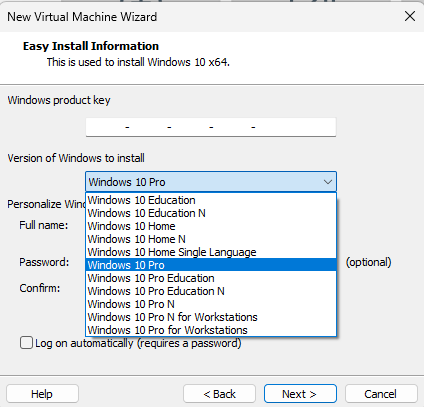 New Virtual Machine Wizard
Easy Install Information
This is used to install Windows 10 x64.
Windows product key
- - - -
Version of Windows to install
Windows 10 Pro
Personalize Wind
Windows 10 Education
Windows 10 Education N
Full name:
Windows 10 Home
Windows 10 Home N
Windows 10 Home Single Language
Password:
Windows 10 Pro
(optional)
Windows 10 Pro Education
Confirm:
Windows 10 Pro Education N
Windows 10 Pro N
Windows 10 Pro N for Workstations
Windows 10 Pro for Workstations
Log on automatically (requires a password)
Help
< Back
Next >
Cancel